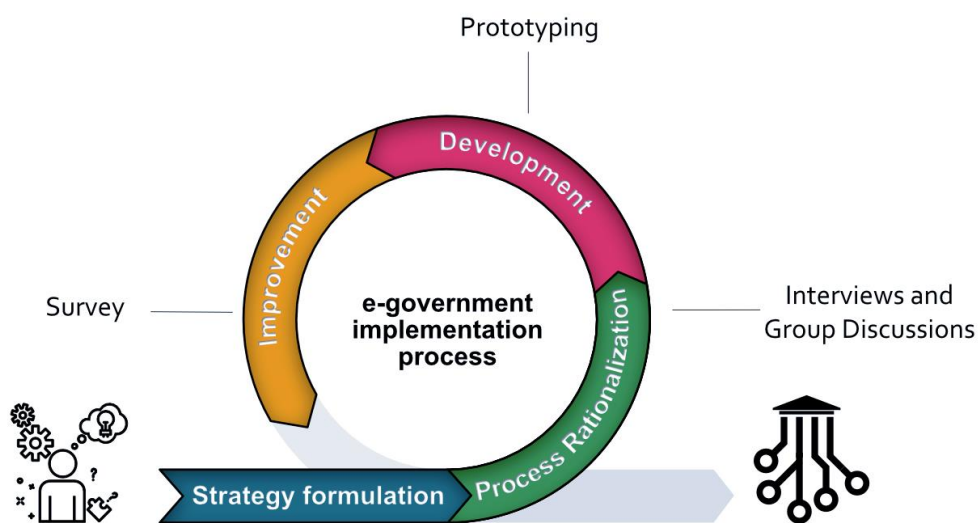 Prototyping
Development
Improvement
Survey
e-government
implementation
process
Interviews and
Group Discussions
Process Rationalization
Strategy formulation
?